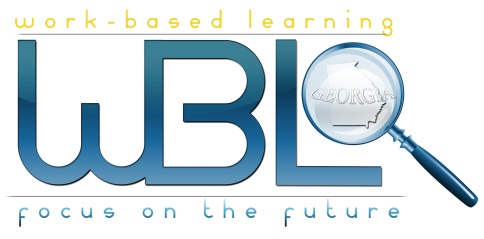 work-based learning
WBL
GEORGIA
focus on the future